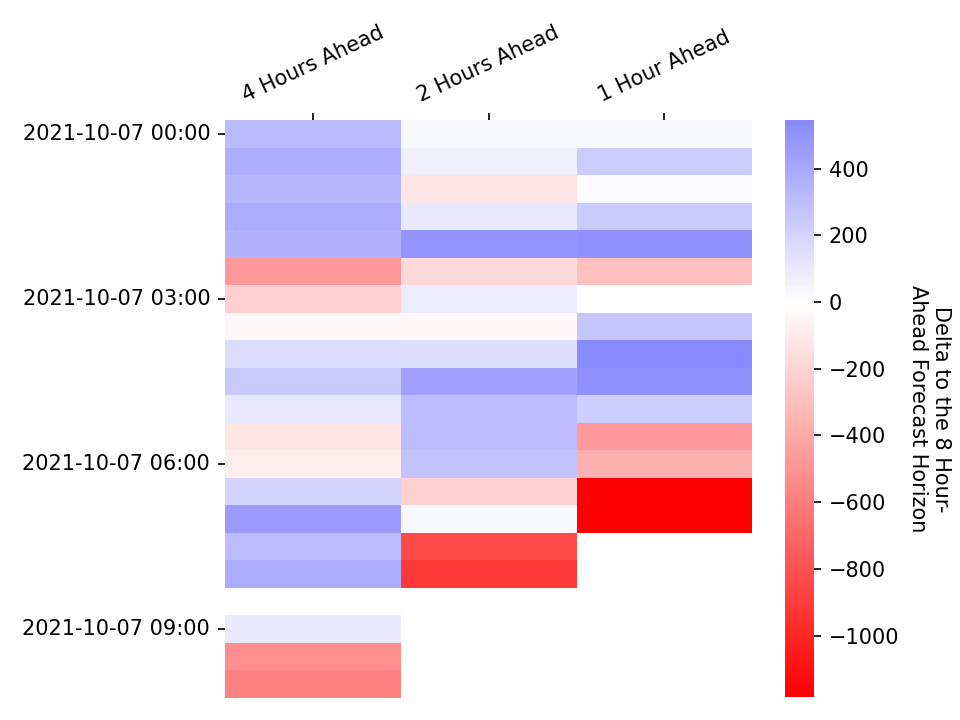 4 Hours Ahead
2 Hours Ahead
1 Hour Ahead
2021-10-07 00:00
2021-10-07 03:00
2021-10-07 06:00
2021-10-07 09:00
400
200
0
−200
−400
−600
−800
−1000
Delta to the 8 Hour-
Ahead Forecast Horizon